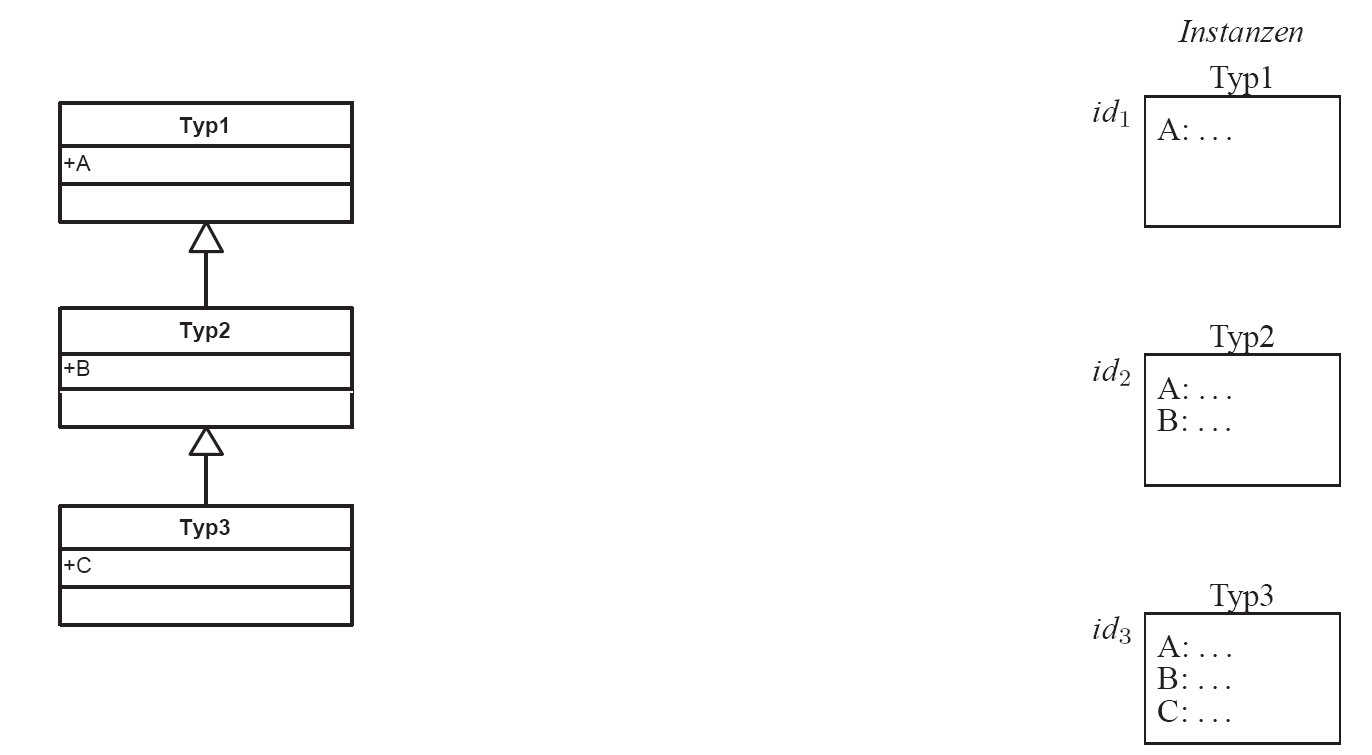 Typ1
+A
Typ2
+B
Typ3
+C
Instanzen
Typ1
id₁
A: . . .
Typ2
id₂
A: . . .
B: . . .
Typ3
id₃
A: . . .
B: . . .
C: . . .